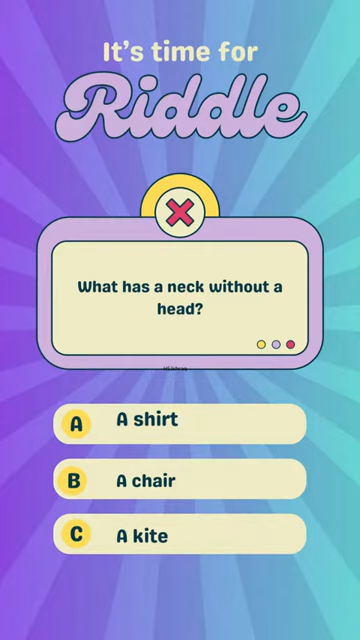 It's time for
Riddle
What has a neck without a
head?
A
A shirt
B
A chair
C
A kite